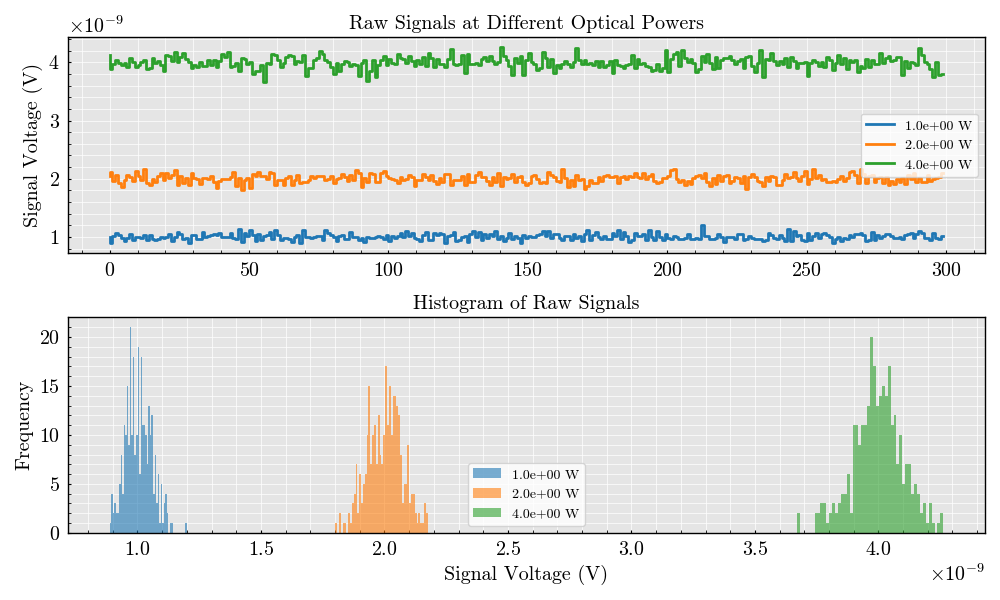 Raw Signals at Different Optical Powers
×10⁻⁹
Signal Voltage (V)
4
3
2
1
1.0e+00 W
2.0e+00 W
4.0e+00 W
0 50 100 150 200 250 300
Histogram of Raw Signals
Frequency
20
15
10
5
0
1.0e+00 W
2.0e+00 W
4.0e+00 W
1.0 1.5 2.0 2.5 3.0 3.5 4.0
Signal Voltage (V)
×10⁻⁹